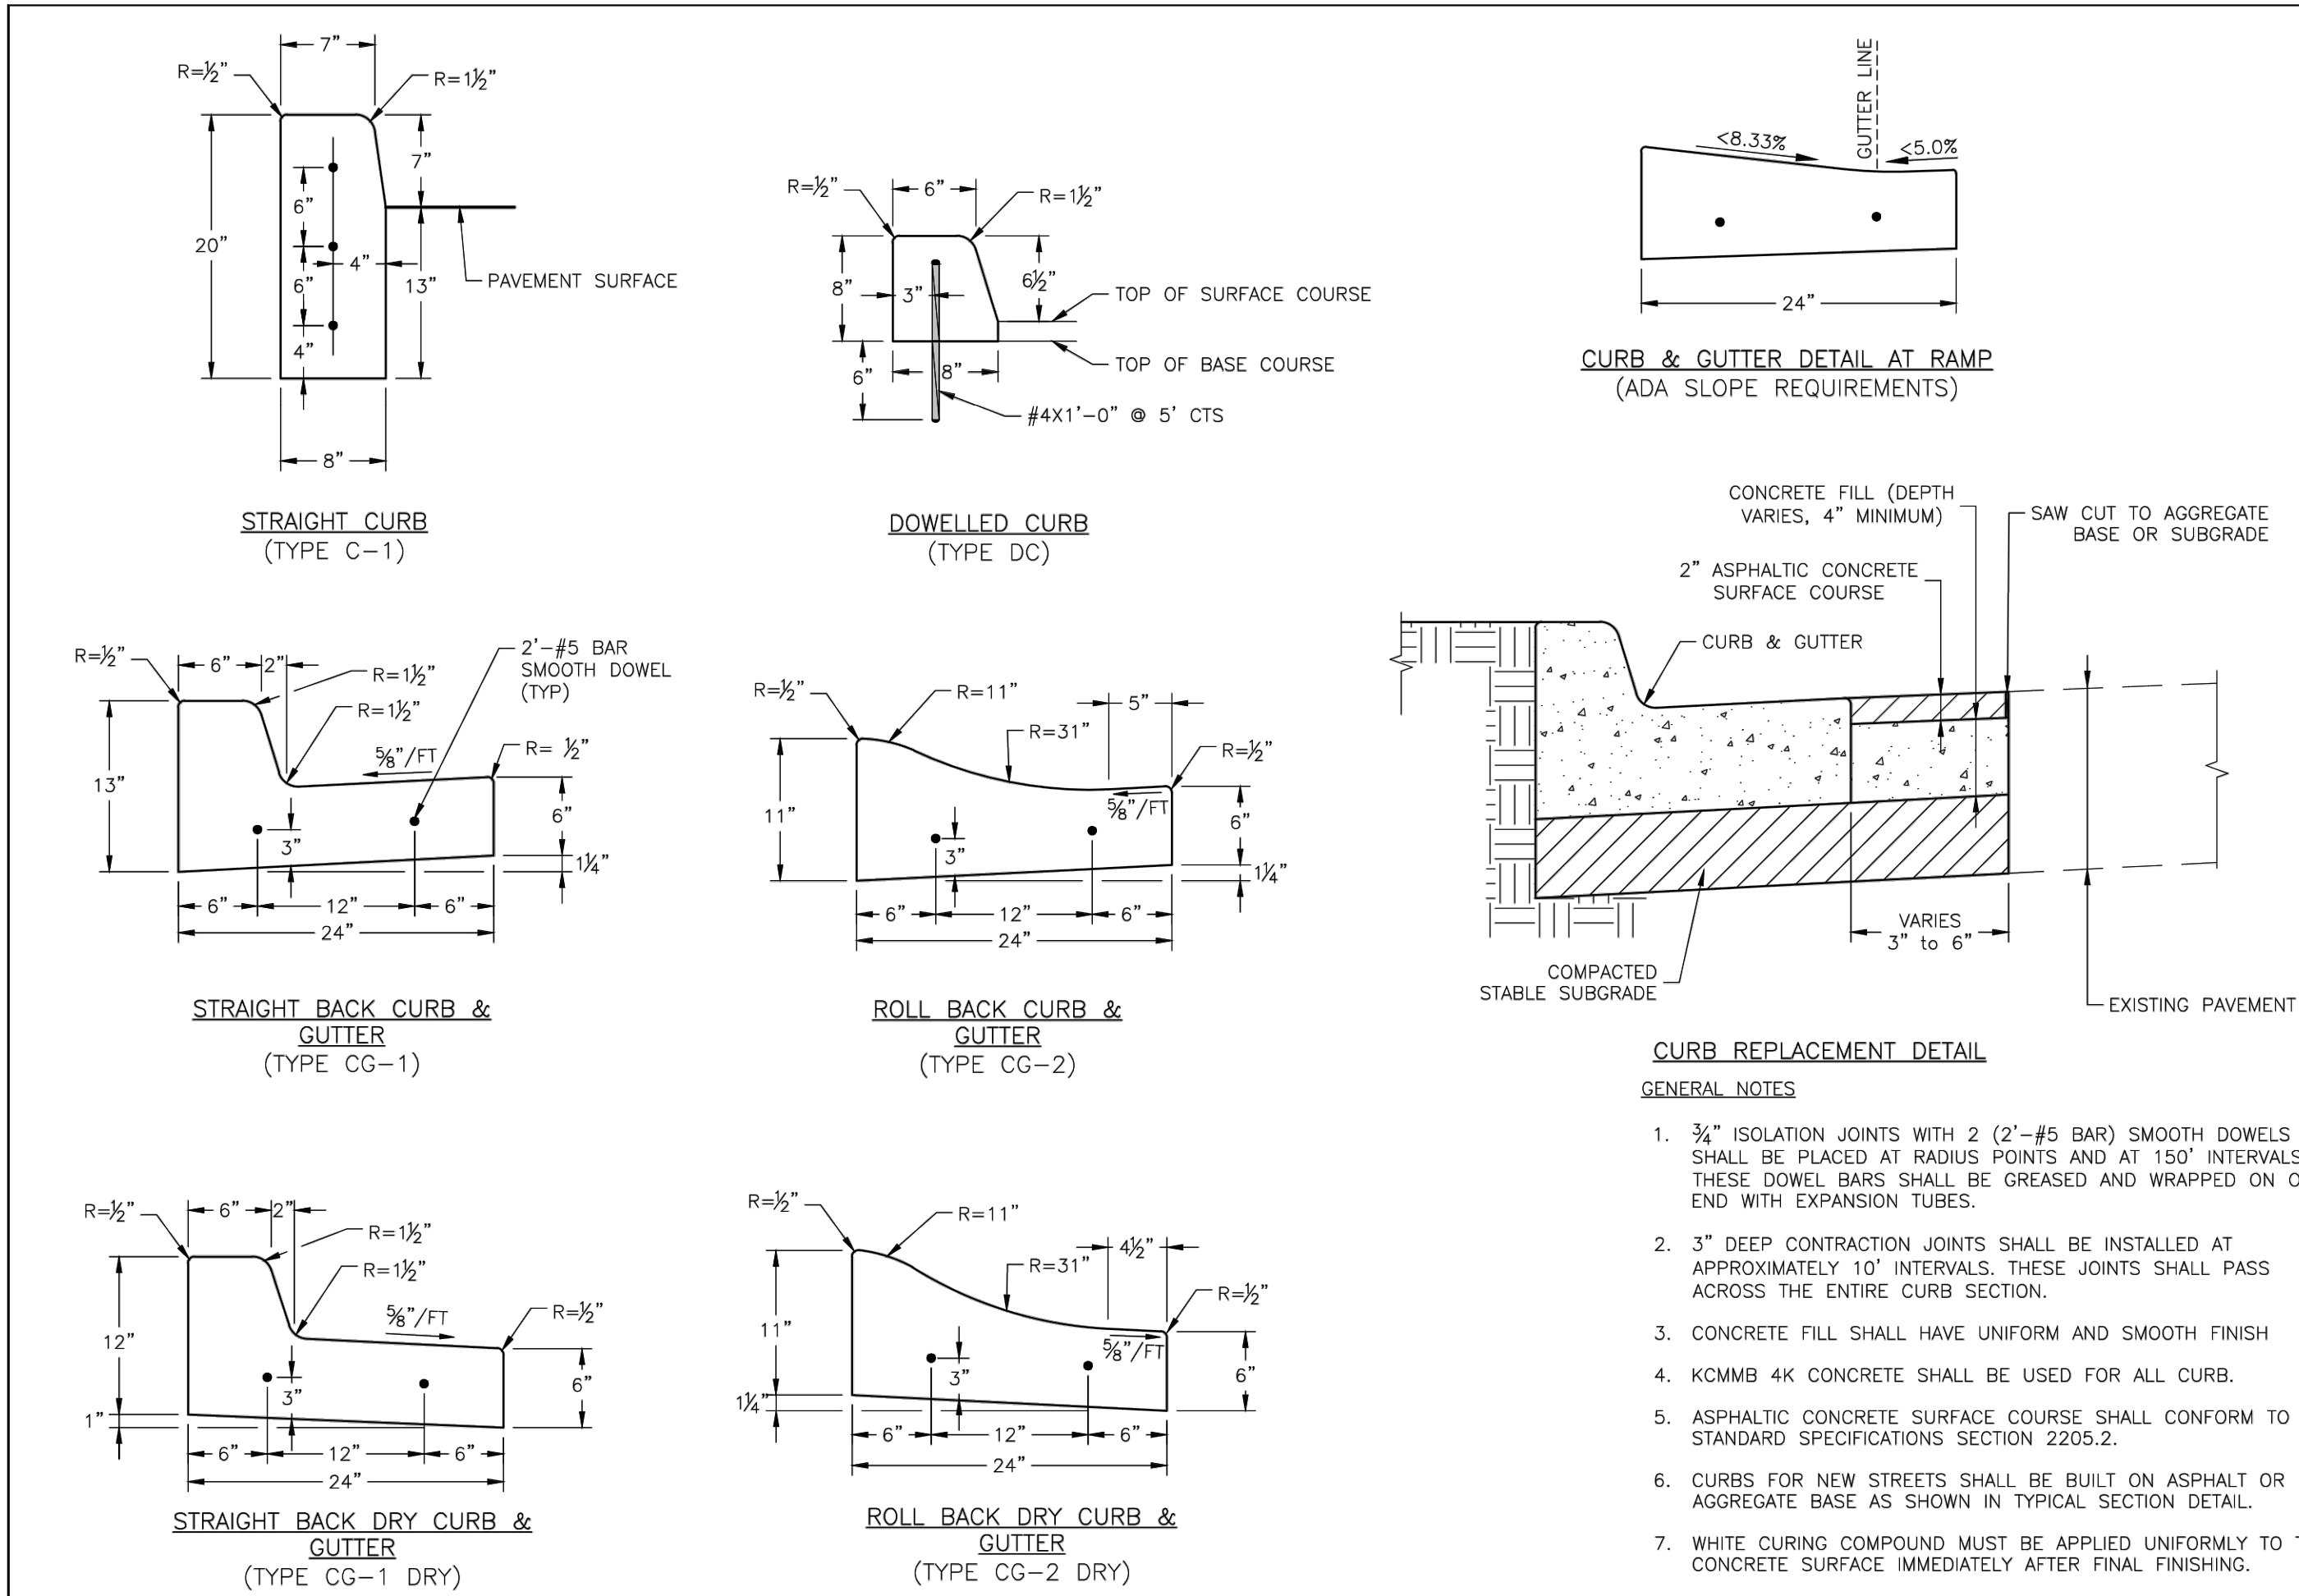 7"
R=½"
R=1½"
20"
7"
6"
4"
6"
13"
4"
8"
PAVEMENT SURFACE
STRAIGHT CURB
(TYPE C-1)
R=½"
6"
R=1½"
8"
3"
6½"
TOP OF SURFACE COURSE
TOP OF BASE COURSE
6"
8"
#4X1'-0" @ 5' CTS
DOWELLED CURB
(TYPE DC)
GUTTER LINE
<8.33%
<5.0%
24"
CURB & GUTTER DETAIL AT RAMP
(ADA SLOPE REQUIREMENTS)
R=½"
6"
2"
R=1½"
R=1½"
2'-#5 BAR
SMOOTH DOWEL
(TYP)
⅝"/FT
R= ½"
13"
3"
6"
1¼"
6"
12"
6"
24"
STRAIGHT BACK CURB &
GUTTER
(TYPE CG-1)
R=½"
R=11"
5"
R=31"
R=½"
11"
⅝"/FT
3"
6"
1¼"
6"
12"
6"
24"
ROLL BACK CURB &
GUTTER
(TYPE CG-2)
CONCRETE FILL (DEPTH
VARIES, 4" MINIMUM)
SAW CUT TO AGGREGATE
BASE OR SUBGRADE
2" ASPHALTIC CONCRETE
SURFACE COURSE
CURB & GUTTER
VARIES
3" to 6"
COMPACTED
STABLE SUBGRADE
EXISTING PAVEMENT
CURB REPLACEMENT DETAIL
R=½"
6"
2"
R=1½"
R=1½"
⅝"/FT
R=½"
12"
3"
6"
1"
6"
12"
6"
24"
STRAIGHT BACK DRY CURB &
GUTTER
(TYPE CG-1 DRY)
R=½"
R=11"
4½"
R=31"
R=½"
11"
⅝"/FT
3"
6"
1¼"
6"
12"
6"
24"
ROLL BACK DRY CURB &
GUTTER
(TYPE CG-2 DRY)
GENERAL NOTES
1. ¾" ISOLATION JOINTS WITH 2 (2'-#5 BAR) SMOOTH DOWELS
SHALL BE PLACED AT RADIUS POINTS AND AT 150' INTERVALS
THESE DOWEL BARS SHALL BE GREASED AND WRAPPED ON
END WITH EXPANSION TUBES.
2. 3" DEEP CONTRACTION JOINTS SHALL BE INSTALLED AT
APPROXIMATELY 10' INTERVALS. THESE JOINTS SHALL PASS
ACROSS THE ENTIRE CURB SECTION.
3. CONCRETE FILL SHALL HAVE UNIFORM AND SMOOTH FINISH
4. KCMMB 4K CONCRETE SHALL BE USED FOR ALL CURB.
5. ASPHALTIC CONCRETE SURFACE COURSE SHALL CONFORM TO
STANDARD SPECIFICATIONS SECTION 2205.2.
6. CURBS FOR NEW STREETS SHALL BE BUILT ON ASPHALT OR
AGGREGATE BASE AS SHOWN IN TYPICAL SECTION DETAIL.
7. WHITE CURING COMPOUND MUST BE APPLIED UNIFORMLY TO
CONCRETE SURFACE IMMEDIATELY AFTER FINAL FINISHING.